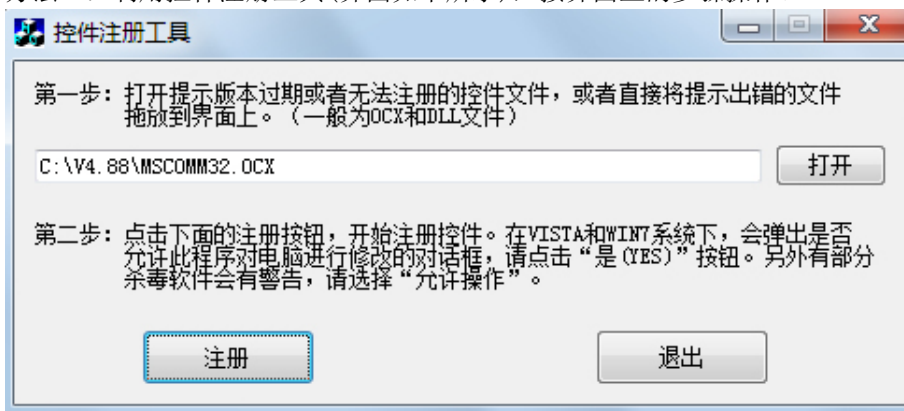 控件注册工具
第一步：打开提示版本过期或者无法注册的控件文件，或者直接将提示出错的文件
拖放到界面上。（一般为OCX和DLL文件）
C:\V4.88\MSCOMM32.OCX
打开
第二步：点击下面的注册按钮，开始注册控件。在VISTA和WIN7系统下，会弹出是否
允许此程序对电脑进行修改的对话框，请点击“是(YES)”按钮。另外有部分
杀毒软件会有警告，请选择“允许操作”。
注册
退出